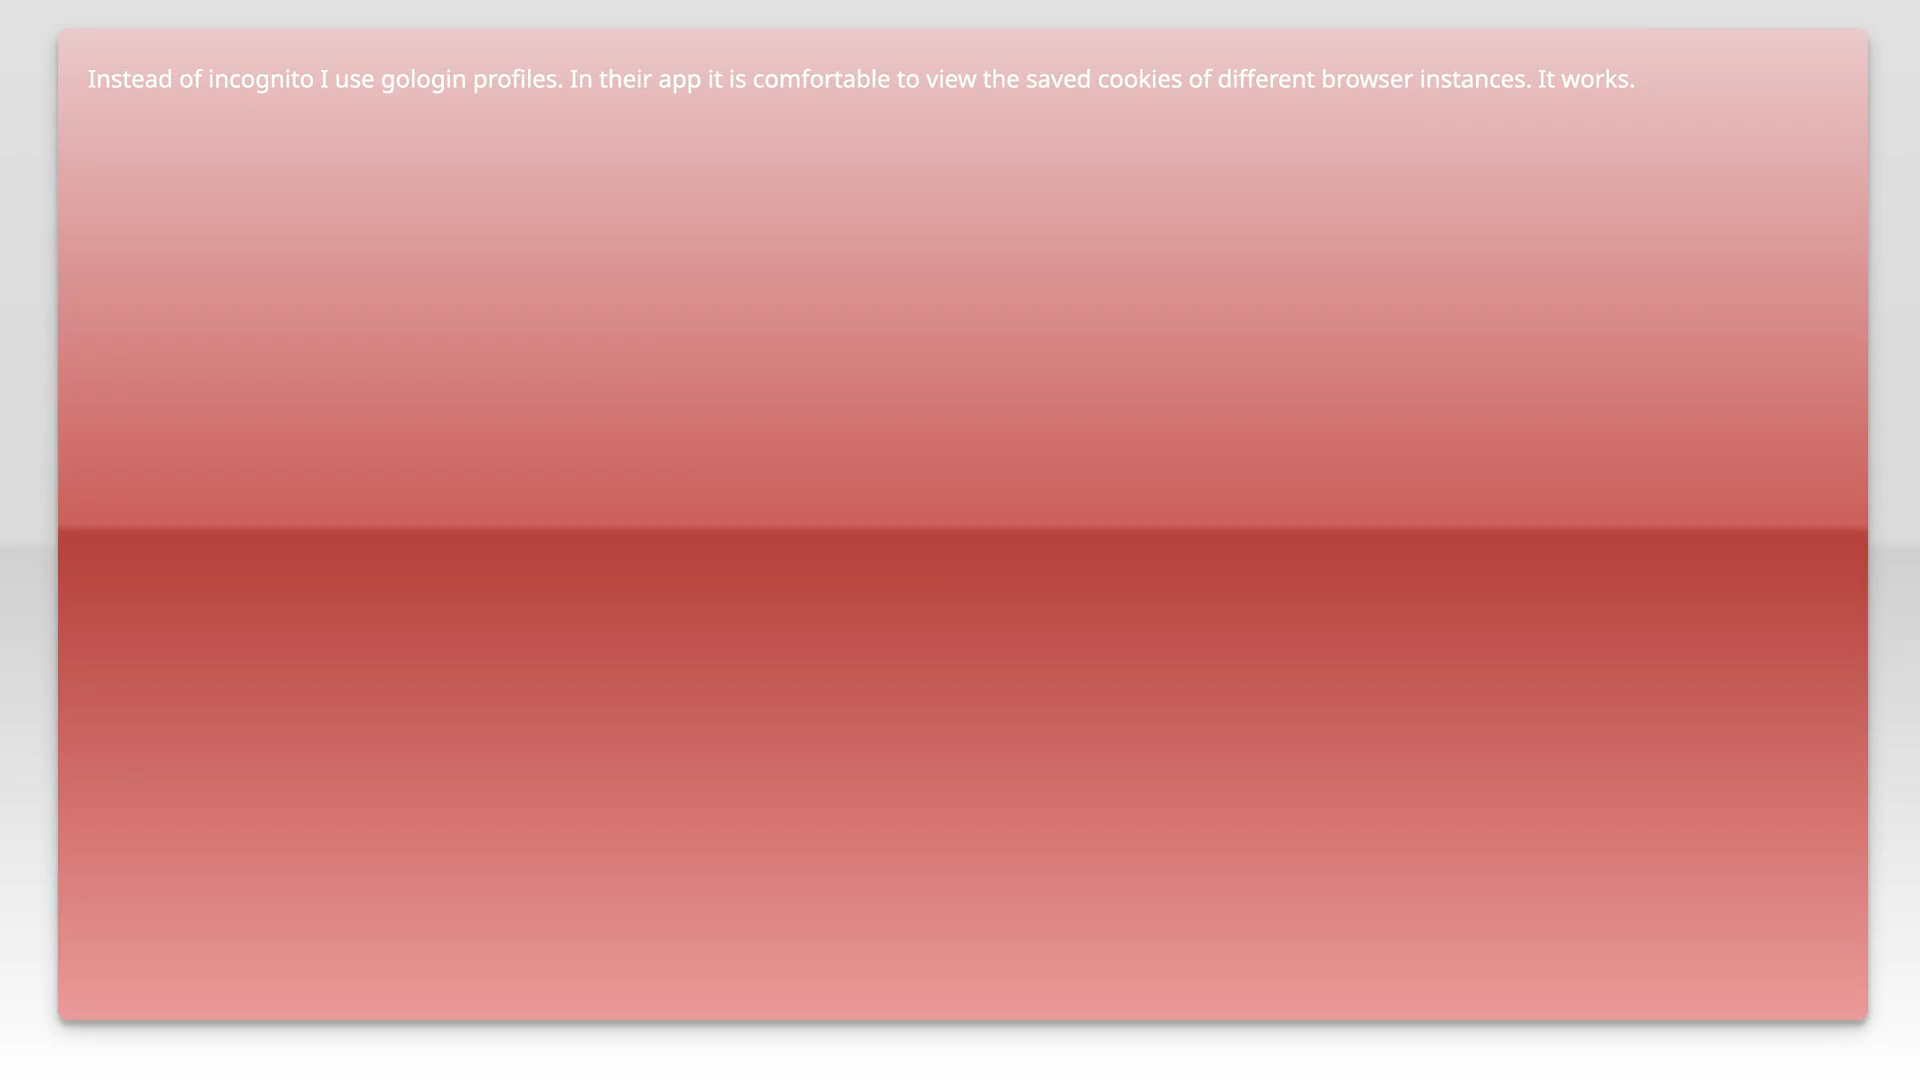 Instead of incognito I use gologin profiles. In their app it is comfortable to view the saved cookies of different browser instances. It works.